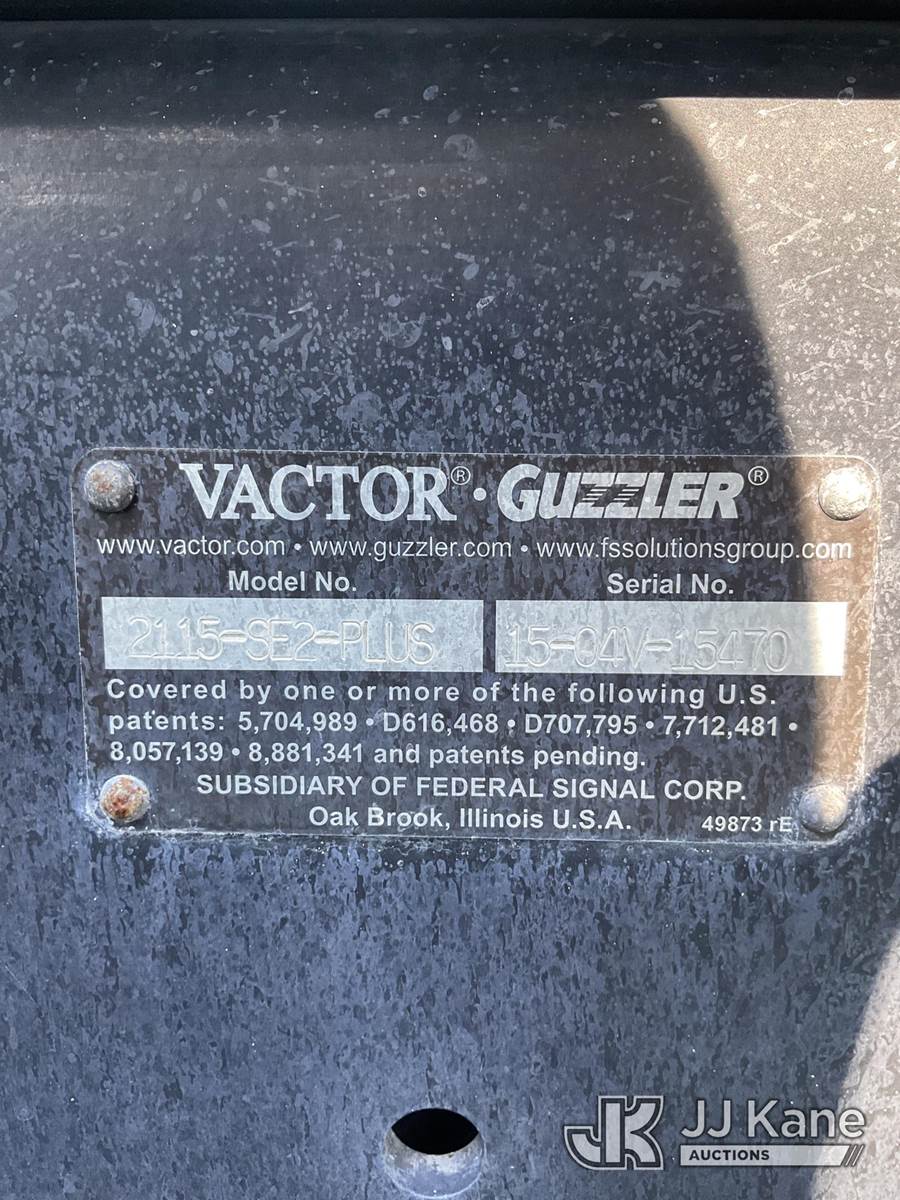 VACTOR® · GUZZLER®
www.vactor.com • www.guzzler.com • www.fssolutionsgroup.com
Model No. Serial No.
2115-SE2-PLUS 15-04V-15470
Covered by one or more of the following U.S.
patents: 5,704,989 • D616,468 • D707,795 • 7,712,481 •
8,057,139 • 8,881,341 and patents pending.
SUBSIDIARY OF FEDERAL SIGNAL CORP.
Oak Brook, Illinois U.S.A. 49873 rE
JK JJ Kane
AUCTIONS